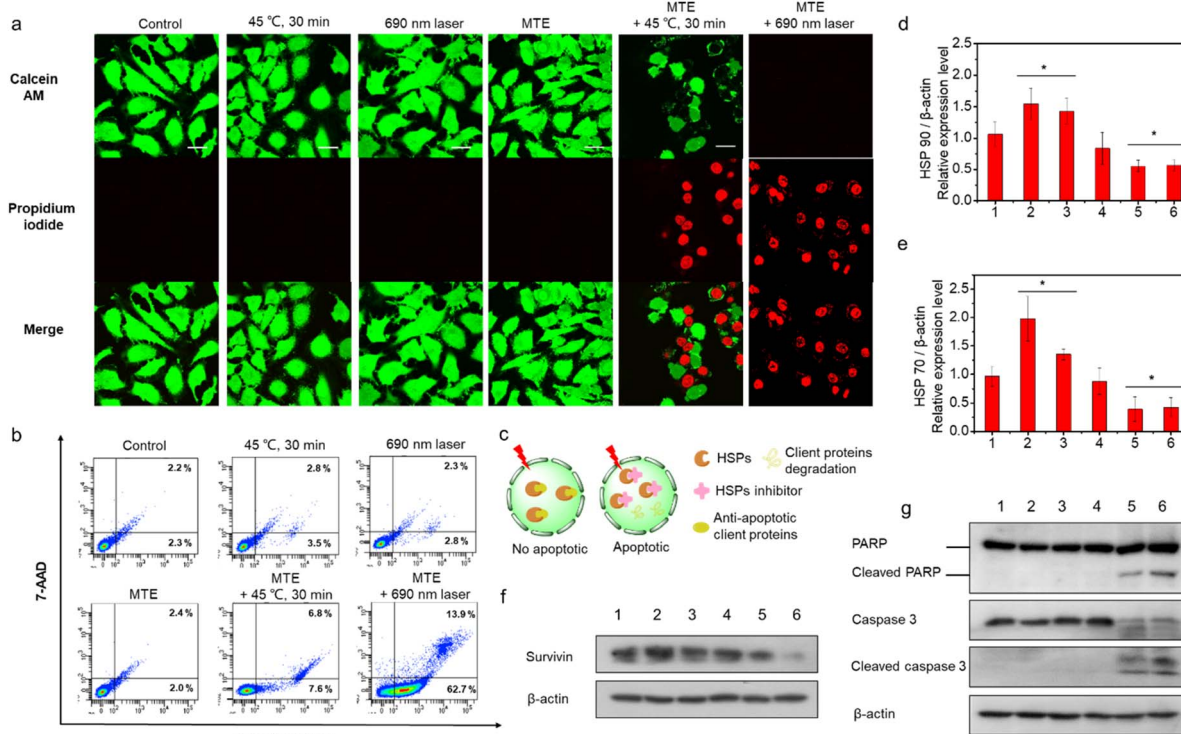 a
Control
45 ℃, 30 min
690 nm laser
MTE
MTE
+ 45℃, 30 min
MTE
+ 690 nm laser
Calcein
AM
Propidium
iodide
Merge
b
7-AAD
Control
2.2 %
2.3 %
45 ℃, 30 min
2.8 %
3.5 %
690 nm laser
2.3 %
2.8 %
MTE
2.4 %
2.0 %
MTE
+ 45 ℃, 30 min
6.8 %
7.6 %
MTE
+ 690 nm laser
13.9 %
62.7 %
c
No apoptotic
Apoptotic
HSPs
Client proteins
degradation
HSPs inhibitor
Anti-apoptotic
client proteins
d
HSP 90 / β-actin
Relative expression level
2.5
2.0
1.5
1.0
0.5
0.0
* *
1 2 3 4 5 6
e
HSP 70 / β-actin
Relative expression level
2.5
2.0
1.5
1.0
0.5
0.0
* *
1 2 3 4 5 6
f
1 2 3 4 5 6
Survivin
β-actin
g
1 2 3 4 5 6
PARP
Cleaved PARP
Caspase 3
Cleaved caspase 3
β-actin